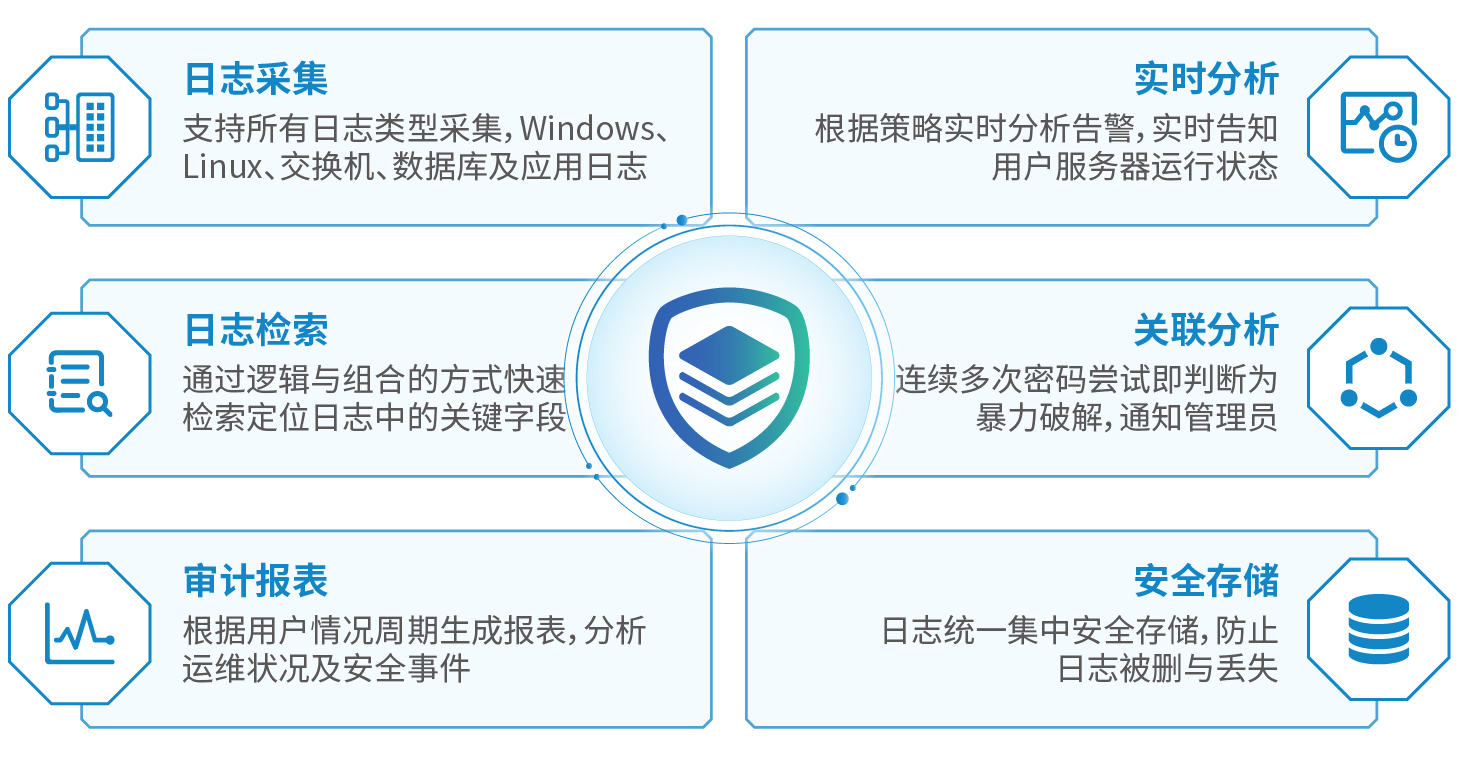 日志采集
支持所有日志类型采集，Windows、
Linux、交换机、数据库及应用日志
实时分析
根据策略实时分析告警，实时告知
用户服务器运行状态
日志检索
通过逻辑与组合的方式快速
检索定位日志中的关键字段
关联分析
连续多次密码尝试即判断为
暴力破解，通知管理员
审计报表
根据用户情况周期生成报表，分析
运维状况及安全事件
安全存储
日志统一集中安全存储，防止
日志被删与丢失